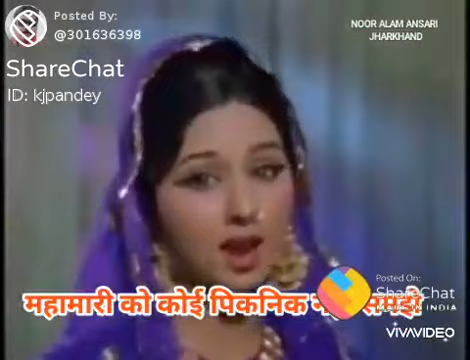 Posted By:
@301636398
NOOR ALAM ANSARI
JHARKHAND
ShareChat
ID: kjpandey
Posted On:
ShareChat
महामारी को कोई पिकनिक
VIVAVIDEO